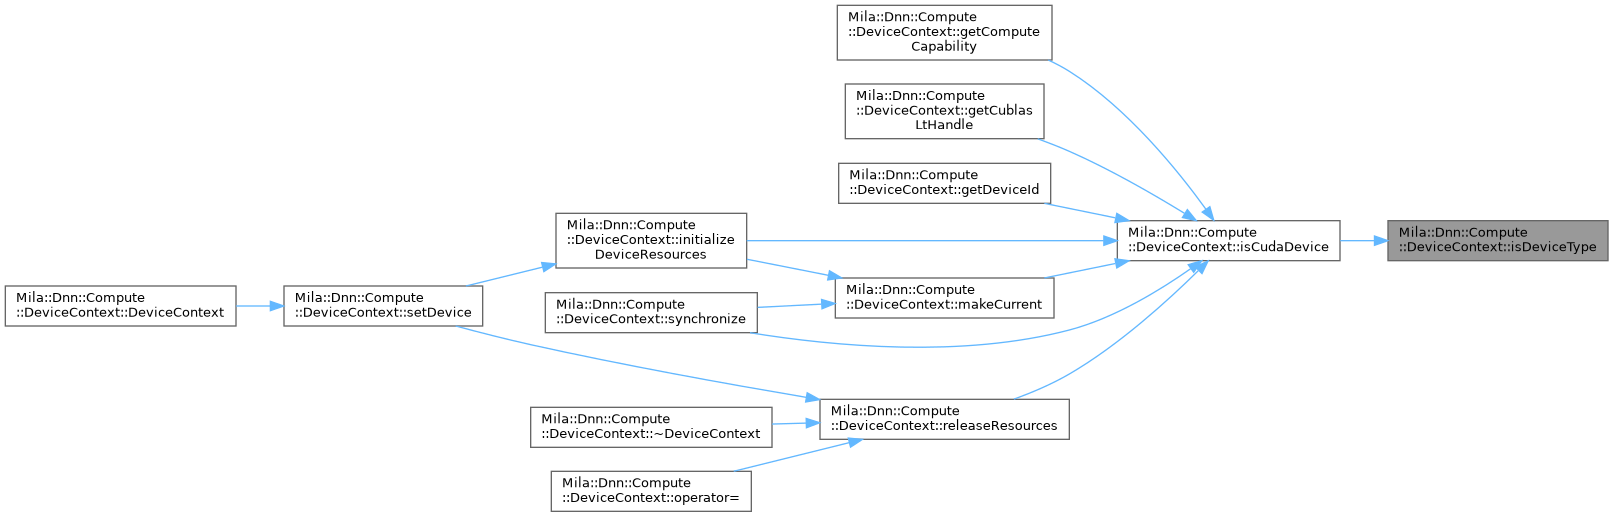 Mila::Dnn::Compute
::DeviceContext::getCompute
Capability
Mila::Dnn::Compute
::DeviceContext::getCublas
LtHandle
Mila::Dnn::Compute
::DeviceContext::getDeviceId
Mila::Dnn::Compute
::DeviceContext::initialize
DeviceResources
Mila::Dnn::Compute
::DeviceContext::isCudaDevice
Mila::Dnn::Compute
::DeviceContext::isDeviceType
Mila::Dnn::Compute
::DeviceContext::DeviceContext
Mila::Dnn::Compute
::DeviceContext::setDevice
Mila::Dnn::Compute
::DeviceContext::synchronize
Mila::Dnn::Compute
::DeviceContext::makeCurrent
Mila::Dnn::Compute
::DeviceContext::~DeviceContext
Mila::Dnn::Compute
::DeviceContext::releaseResources
Mila::Dnn::Compute
::DeviceContext::operator=